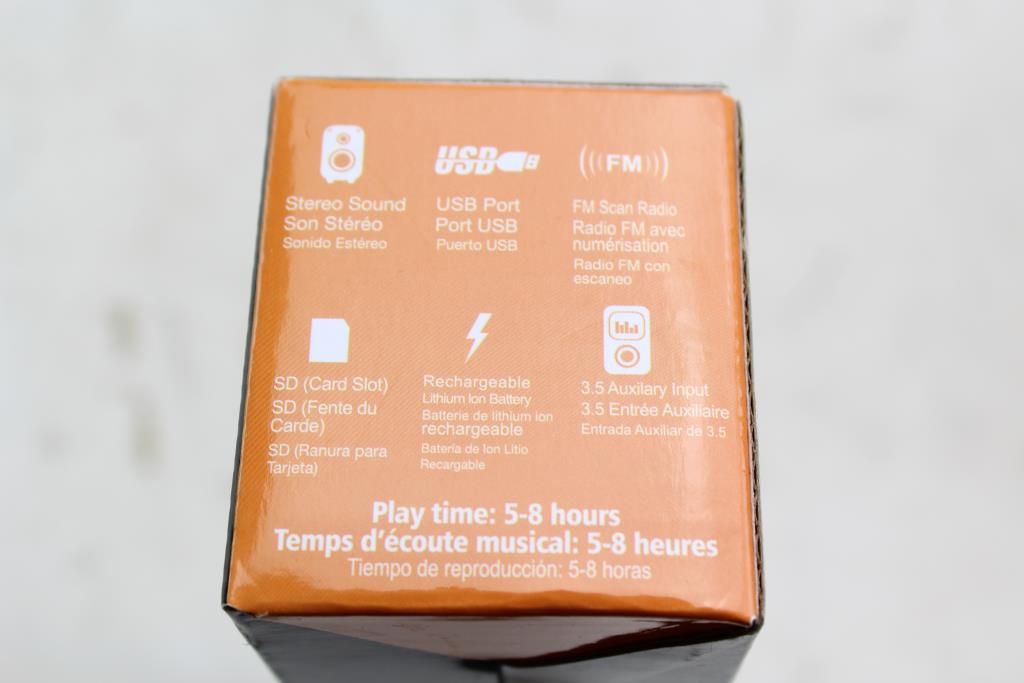 USB
((( FM )))
Stereo Sound
Son Stéréo
Sonido Estéreo
USB Port
Port USB
Puerto USB
FM Scan Radio
Radio FM avec
numérisation
Radio FM con
escaneo
SD (Card Slot)
SD (Fente du
Carde)
SD (Ranura para
Tarjeta)
Rechargeable
Lithium Ion Battery
Batterie de lithium ion
rechargeable
Batería de Ion Litio
Recargable
3.5 Auxilary Input
3.5 Entrée Auxiliaire
Entrada Auxiliar de 3.5
Play time: 5-8 hours
Temps d'écoute musical: 5-8 heures
Tiempo de reproducción: 5-8 horas